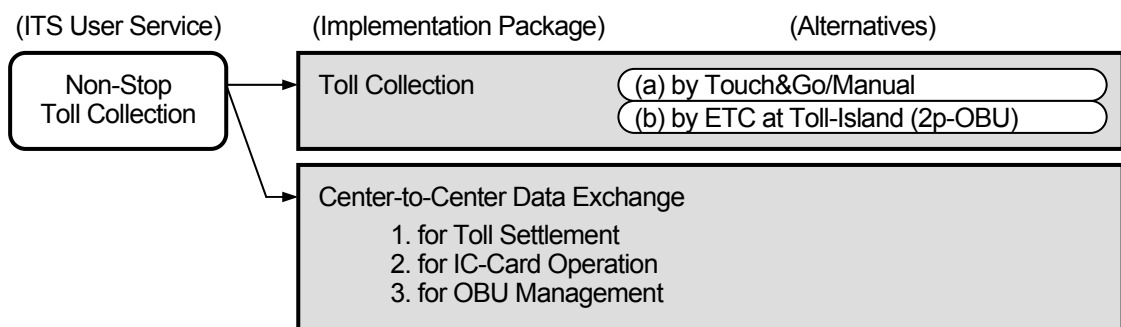 (ITS User Service) (Implementation Package) (Alternatives)
Non-Stop
Toll Collection
Toll Collection
(a) by Touch&Go/Manual
(b) by ETC at Toll-Island (2p-OBU)
Center-to-Center Data Exchange
1. for Toll Settlement
2. for IC-Card Operation
3. for OBU Management